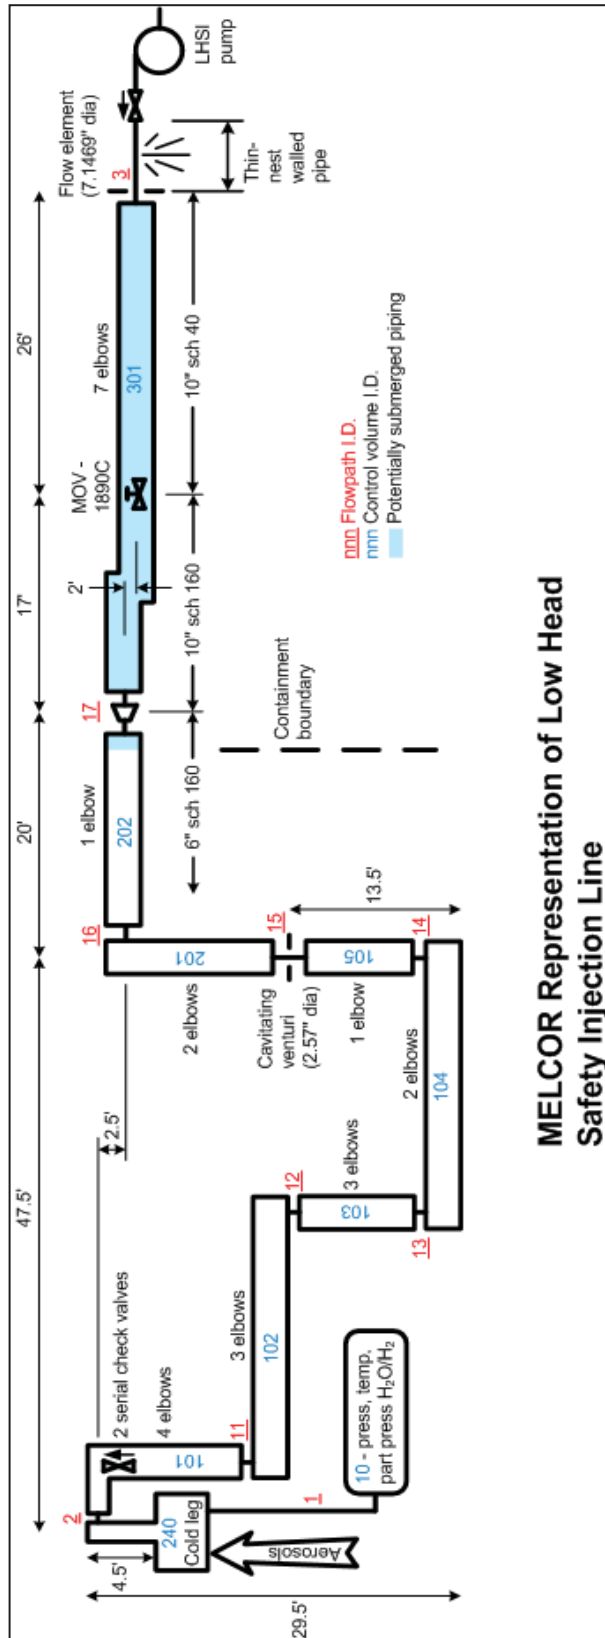 47.5'
20'
17'
26'
Flow element
(7.1469" dia)
3
LHSI
pump
Thin-
nest
walled
pipe
7 elbows
301
MOV -
1890C
2'
10" sch 40
10" sch 160
17
6" sch 160
1 elbow
202
16
Containment
boundary
201
2 elbows
15
Cavitating
venturi
(2.57" dia)
13.5'
105
1 elbow
14
2 elbows
104
2.5'
12
3 elbows
103
13
3 elbows
102
2 serial check valves
4 elbows
101
11
2
4.5'
240
Cold leg
1
Aerosols
29.5'
10 - press, temp,
part press H₂O/H₂
nnn Flowpath I.D.
nnn Control volume I.D.
Potentially submerged piping
MELCOR Representation of Low Head
Safety Injection Line